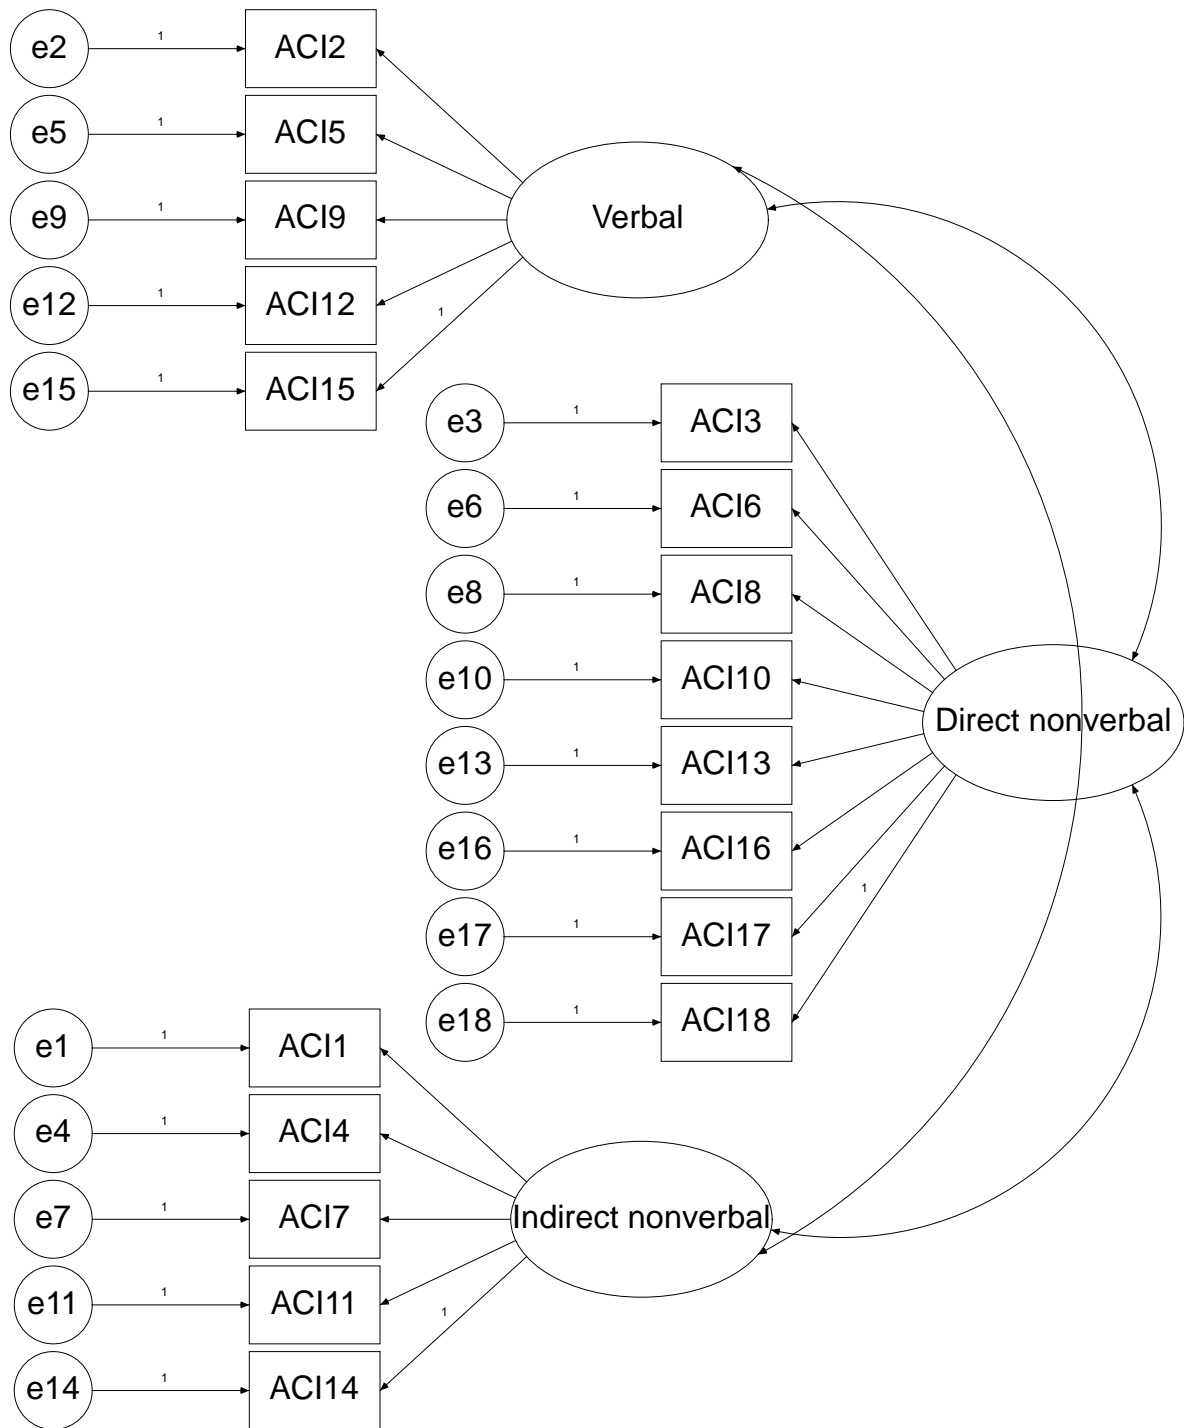 e2 1 ACI2
e5 1 ACI5
e9 1 ACI9
Verbal
e12 1 ACI12
1
e15 1 ACI15
e3 1 ACI3
e6 1 ACI6
e8 1 ACI8
e10 1 ACI10
Direct nonverbal
e13 1 ACI13
e16 1 ACI16
1
e17 1 ACI17
e18 1 ACI18
e1 1 ACI1
e4 1 ACI4
e7 1 ACI7
Indirect nonverbal
e11 1 ACI11
1
e14 1 ACI14